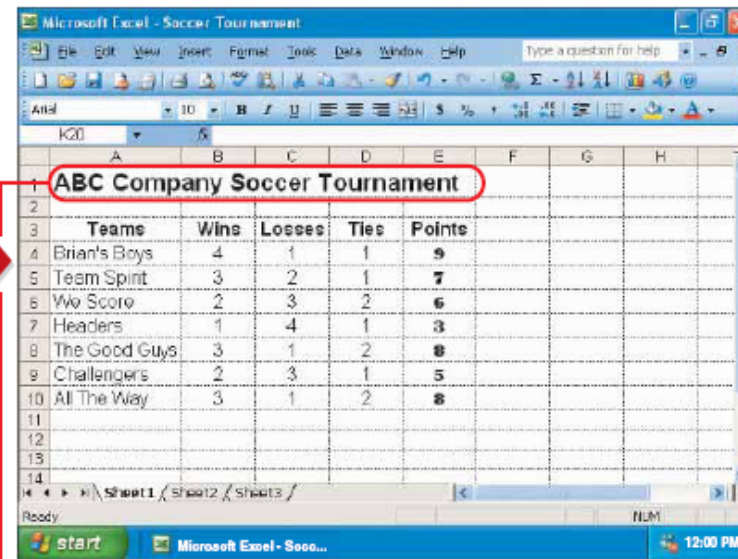 Microsoft Excel - Soccer Tournament
File Edit View Insert Format Tools Data Window Help Type a question for help
Arial 10 B I U $ % ,
K20 fx
A B C D E F G H
1 ABC Company Soccer Tournament
2
3 Teams Wins Losses Ties Points
4 Brian's Boys 4 1 1 9
5 Team Spirit 3 2 1 7
6 We Score 2 3 2 6
7 Headers 1 4 1 3
8 The Good Guys 3 1 2 8
9 Challengers 2 3 1 5
10 All The Way 3 1 2 8
11
12
13
14
Sheet1 / Sheet2 / Sheet3 /
Ready NUM
start Microsoft Excel - Socc... 12:00 PM